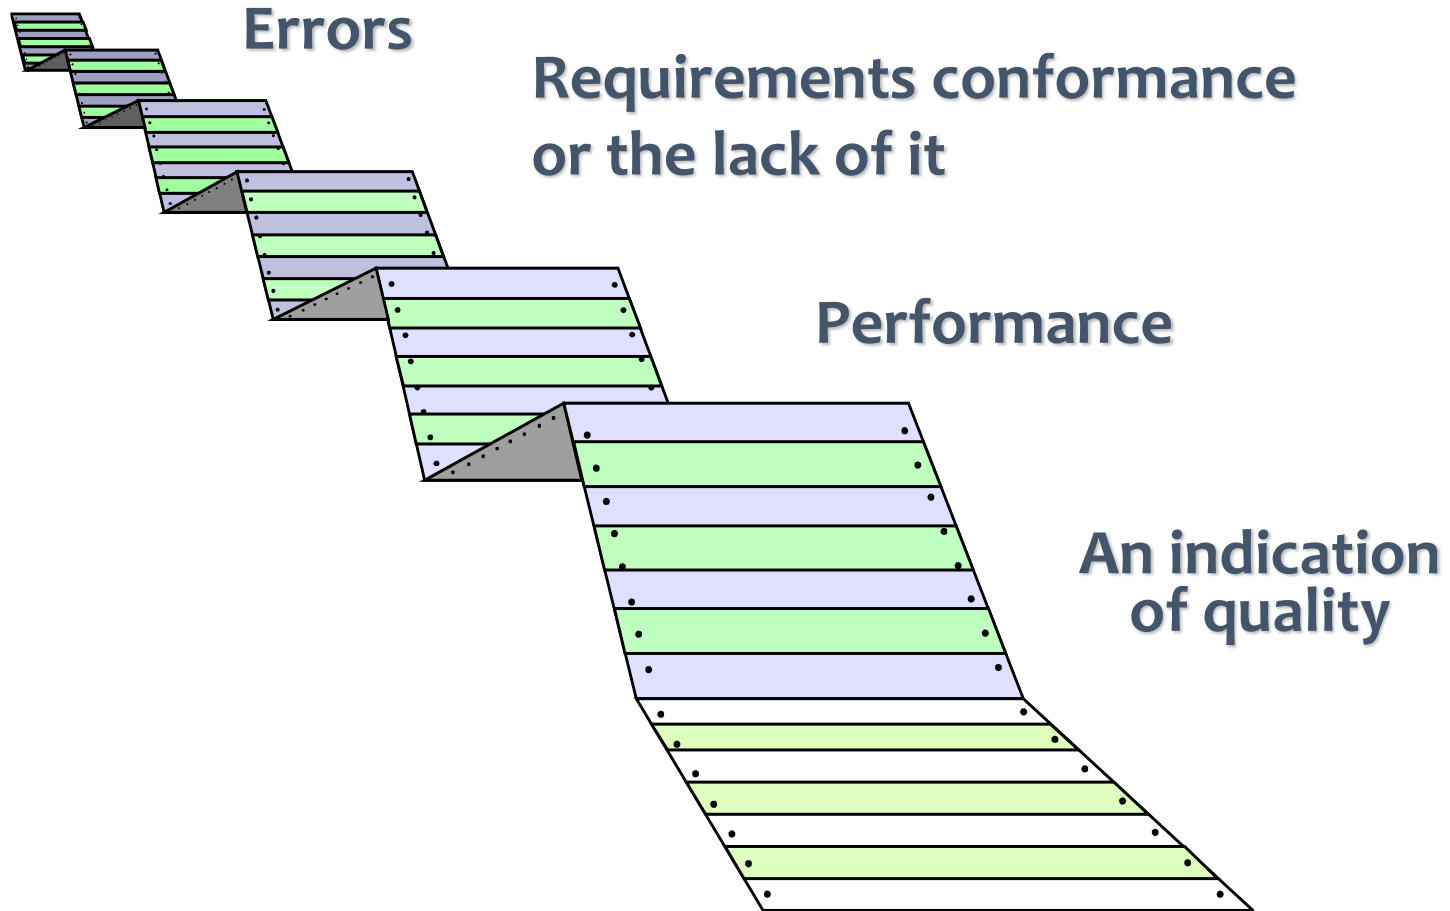 Errors
Requirements conformance
or the lack of it
Performance
An indication
of quality